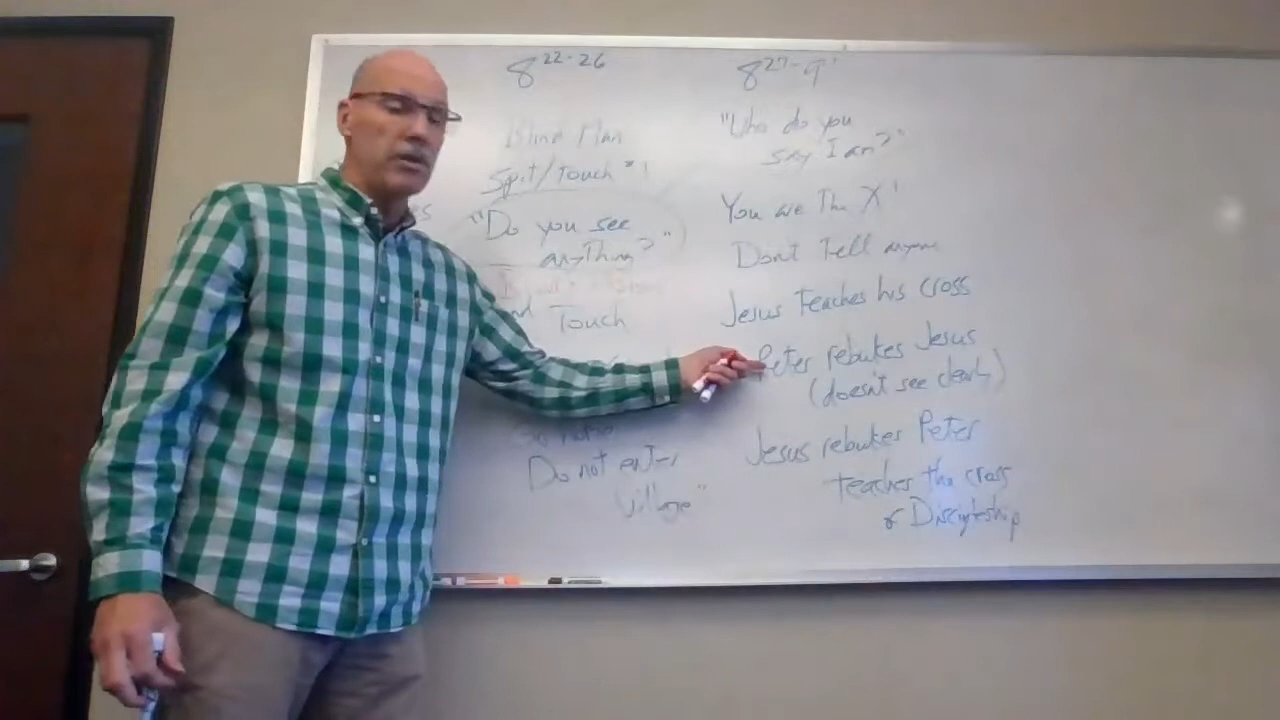 8 22-26
Blind Man
Spit/Touch #1
"Do you see
anything?"
Touch
Do not enter
village"
8 27-9 1
"Who do you
say I am?"
You are The X!
Don't Tell anyone
Jesus Teaches his cross
Peter rebukes Jesus
(doesn't see clearly)
Jesus rebukes Peter
teaches the cross
of Discipleship